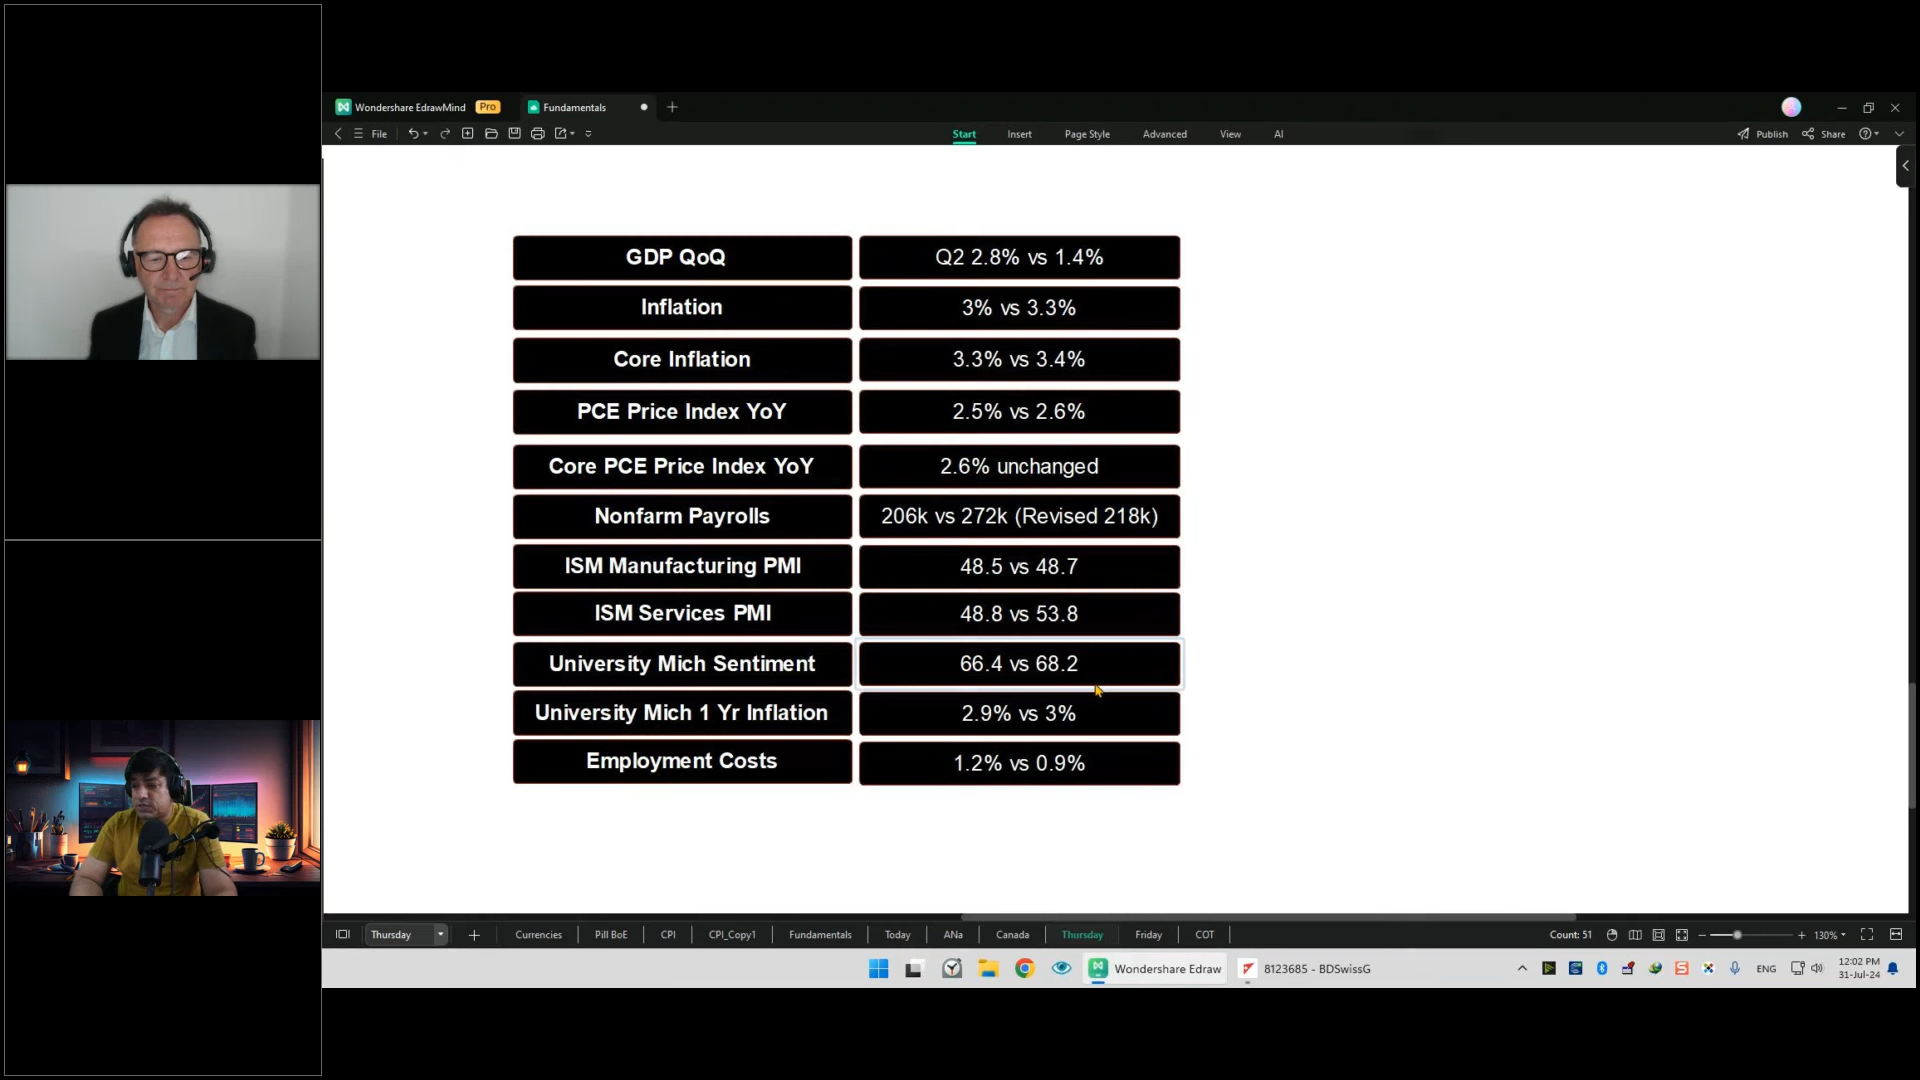 Wondershare EdrawMind Pro Fundamentals
File Start Insert Page Style Advanced View AI Publish Share
GDP QoQ Q2 2.8% vs 1.4%
Inflation 3% vs 3.3%
Core Inflation 3.3% vs 3.4%
PCE Price Index YoY 2.5% vs 2.6%
Core PCE Price Index YoY 2.6% unchanged
Nonfarm Payrolls 206k vs 272k (Revised 218k)
ISM Manufacturing PMI 48.5 vs 48.7
ISM Services PMI 48.8 vs 53.8
University Mich Sentiment 66.4 vs 68.2
University Mich 1 Yr Inflation 2.9% vs 3%
Employment Costs 1.2% vs 0.9%
Thursday Currencies Pill BoE CPI CPI_Copy1 Fundamentals Today ANa Canada Thursday Friday COT Count: 51 130%
Wondershare Edraw 8123685 - BDSwissG ENG 12:02 PM
31-Jul-24